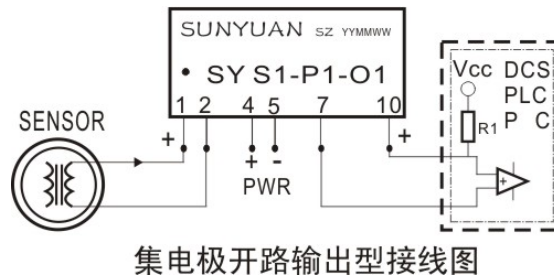 SUNYUAN SZ YYMMWW
• SY S1-P1-O1
1 2 4 5 7 10
SENSOR
+ + - +
PWR
Vcc DCS
PLC
R1 P C
+
集电极开路输出型接线图